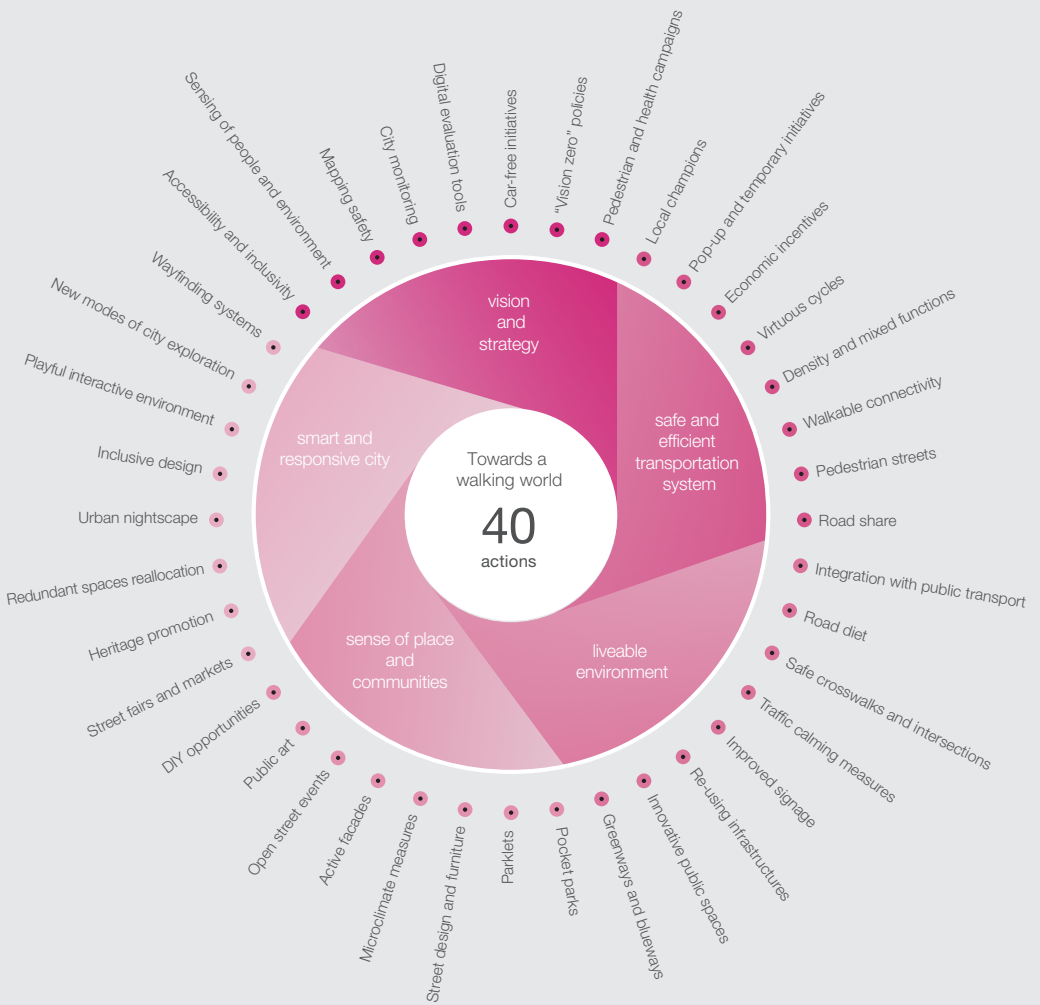 Car-free initiatives
"Vision zero" policies
Pedestrian and health campaigns
Local champions
Pop-up and temporary initiatives
Economic incentives
Virtuous cycles
Density and mixed functions
Walkable connectivity
Pedestrian streets
Road share
Integration with public transport
Road diet
Safe crosswalks and intersections
Traffic calming measures
Improved signage
Re-using infrastructures
Innovative public spaces
Greenways and blueways
Pocket parks
Parklets
Street design and furniture
Microclimate measures
Active facades
Open street events
Public art
DIY opportunities
Street fairs and markets
Heritage promotion
Redundant spaces reallocation
Urban nightscape
Inclusive design
Playful interactive environment
New modes of city exploration
Wayfinding systems
Accessibility and inclusivity
Sensing of people and environment
Mapping safety
City monitoring
Digital evaluation tools
vision
and
strategy
safe and
efficient
transportation
system
liveable
environment
sense of place
and
communities
smart and
responsive city
Towards a
walking world
40
actions